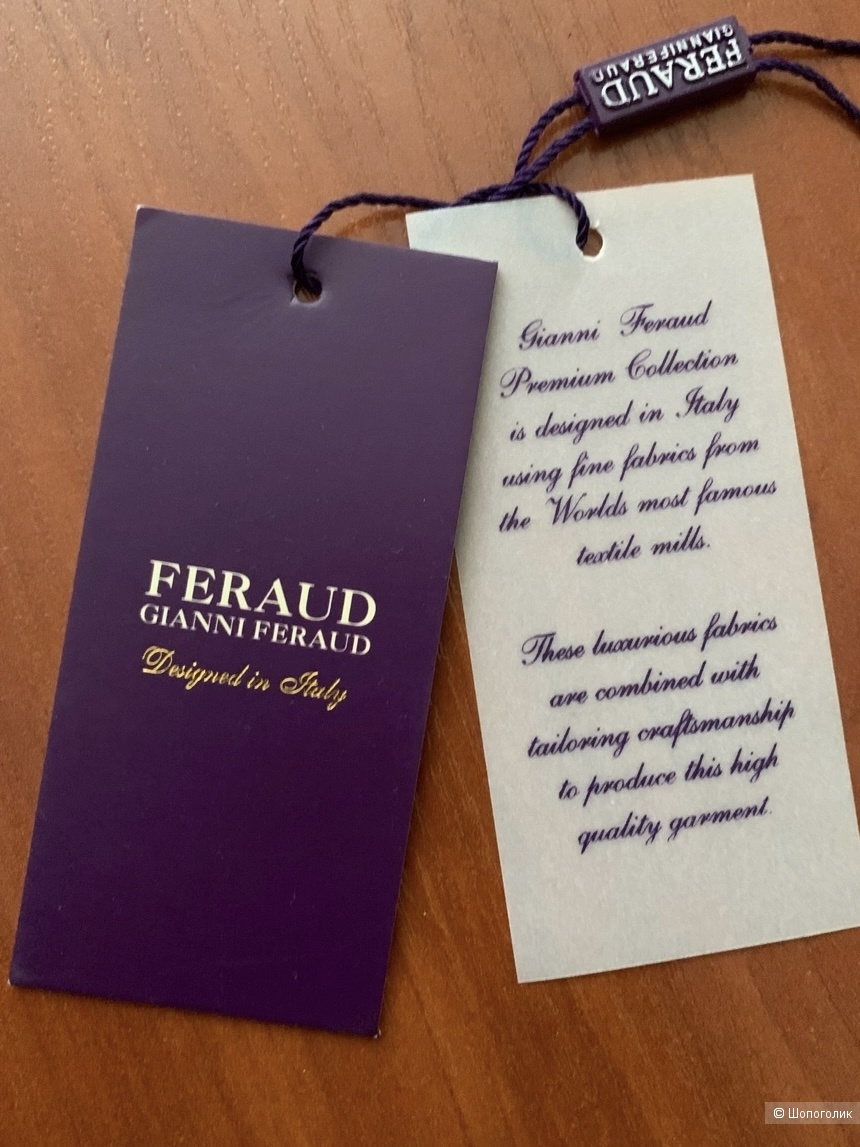 FERAUD
GIANNI FERAUD
FERAUD
GIANNI FERAUD
Designed in Italy
Gianni Feraud
Premium Collection
is designed in Italy
using fine fabrics from
the Worlds most famous
textile mills.
These luxurious fabrics
are combined with
tailoring craftsmanship
to produce this high
quality garment.
© Шопоголик